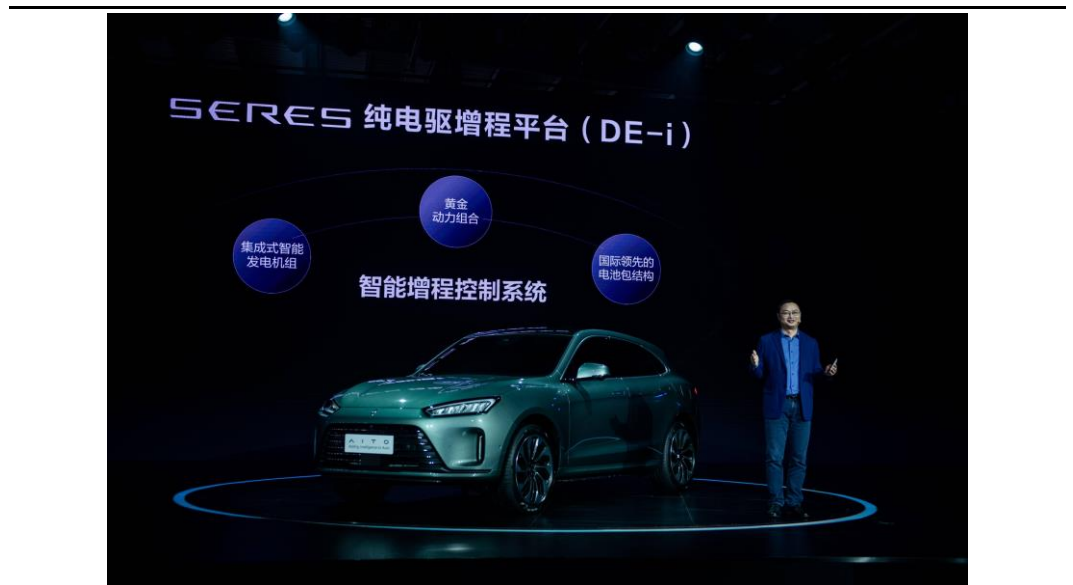 SERES 纯电驱增程平台（DE-i）
黄金
动力组合
集成式智能
发电机组
国际领先的
电池包结构
智能增程控制系统
AITO